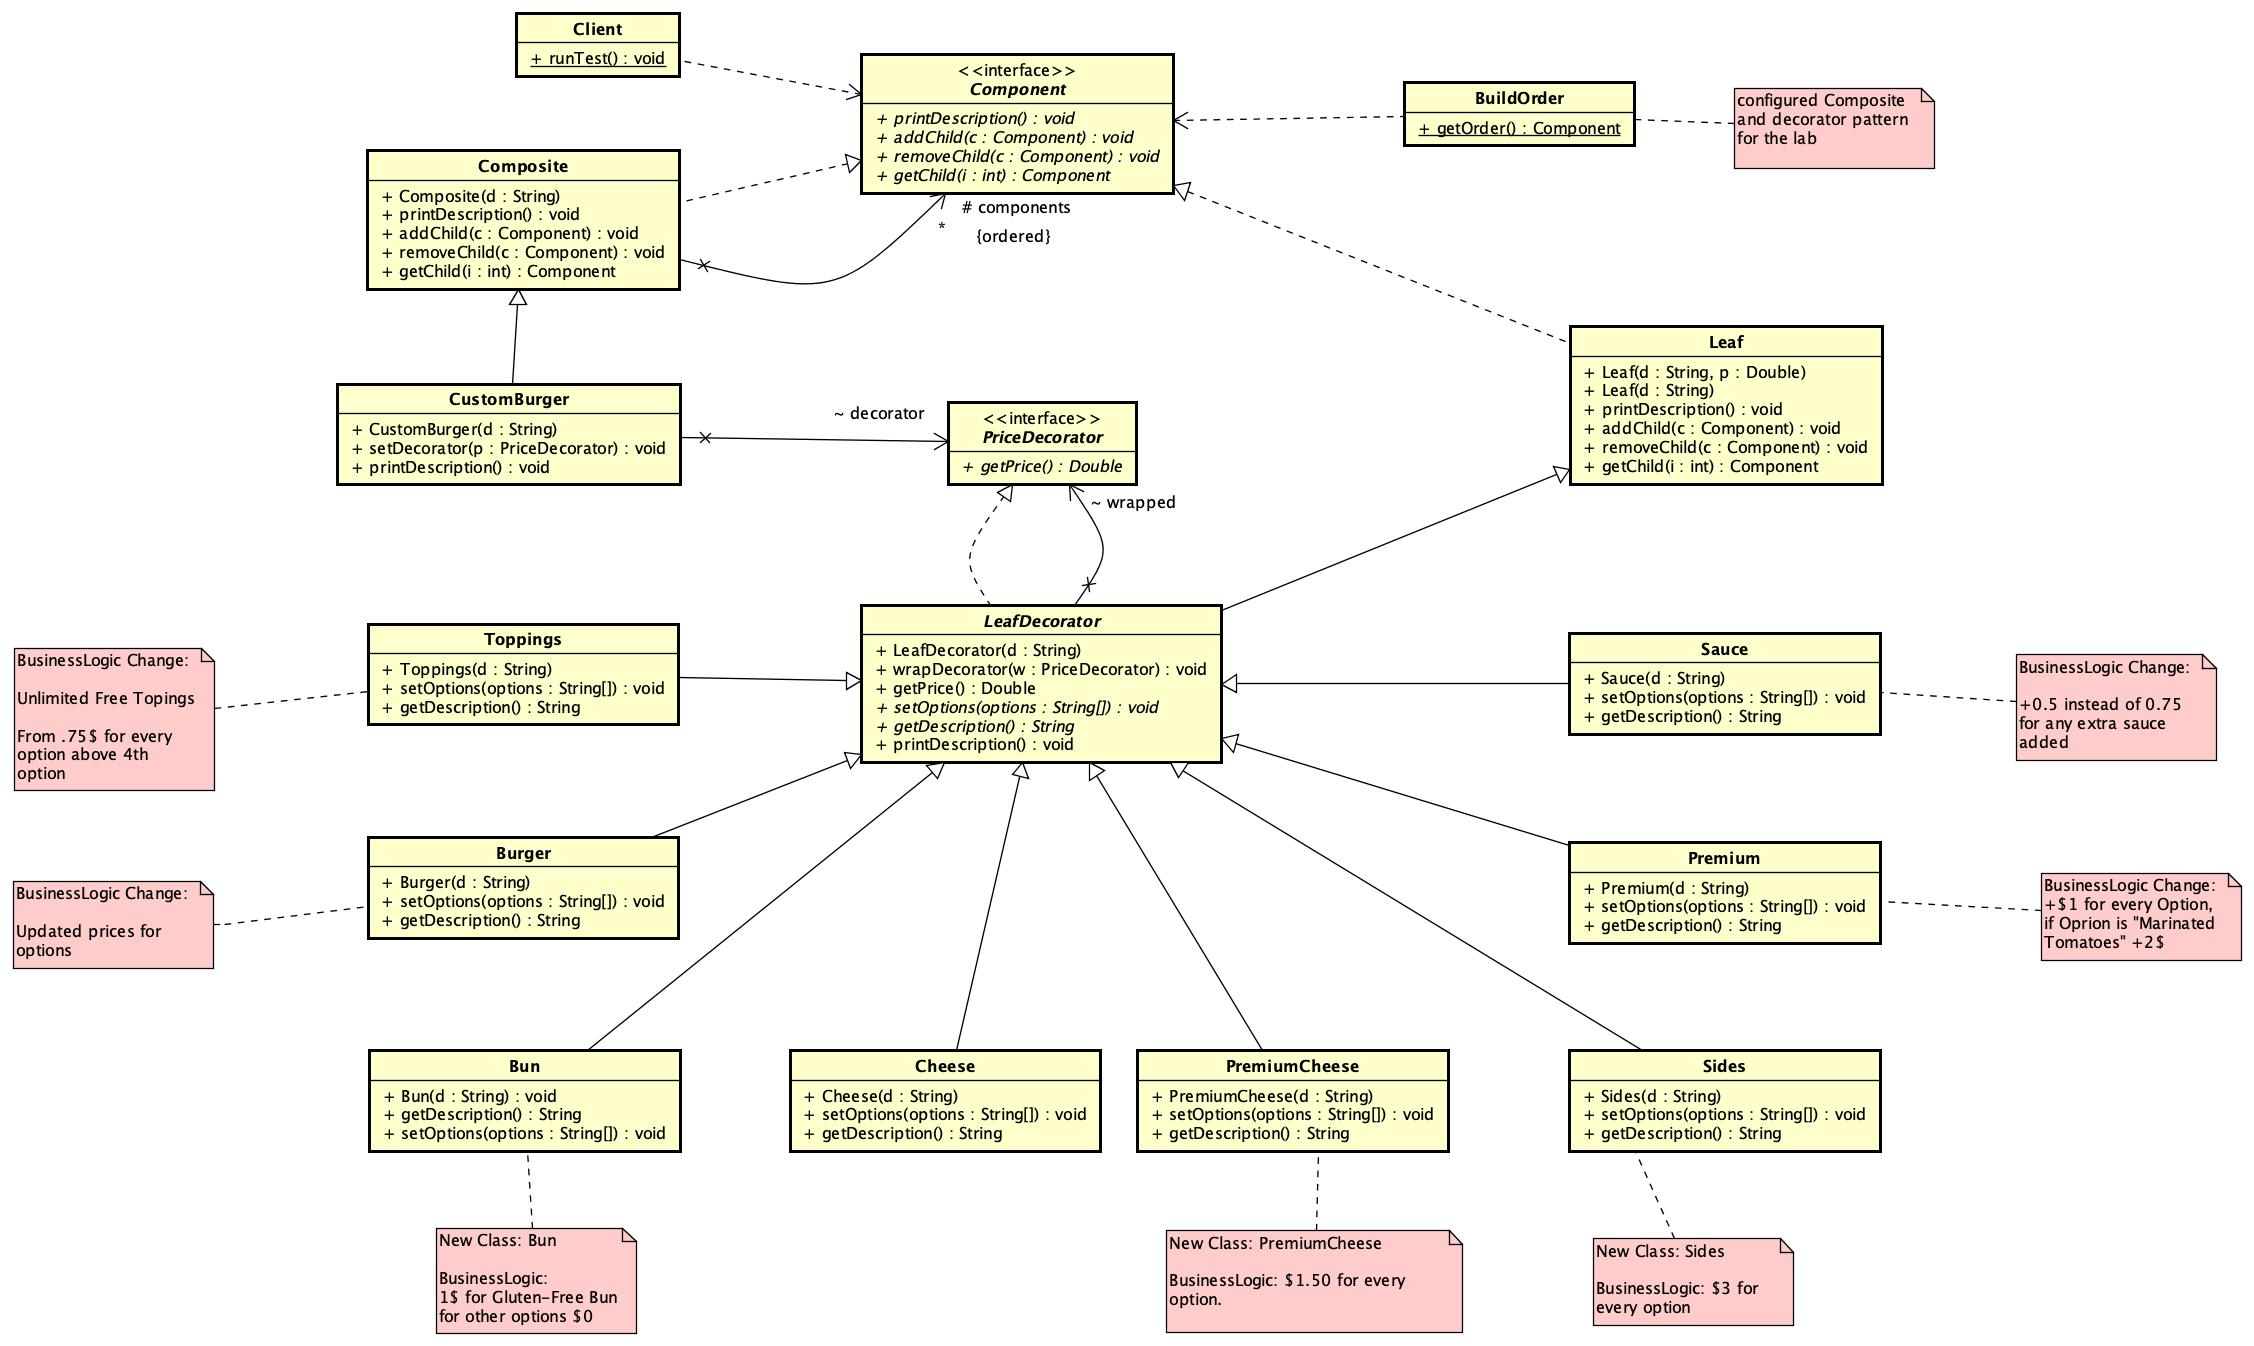 Client
+ runTest() : void
<<interface>>
Component
+ printDescription() : void
+ addChild(c : Component) : void
+ removeChild(c : Component) : void
+ getChild(i : int) : Component
BuildOrder
+ getOrder() : Component
configured Composite
and decorator pattern
for the lab
Composite
+ Composite(d : String)
+ printDescription() : void
+ addChild(c : Component) : void
+ removeChild(c : Component) : void
+ getChild(i : int) : Component
# components
*
{ordered}
Leaf
+ Leaf(d : String, p : Double)
+ Leaf(d : String)
+ printDescription() : void
+ addChild(c : Component) : void
+ removeChild(c : Component) : void
+ getChild(i : int) : Component
CustomBurger
+ CustomBurger(d : String)
+ setDecorator(p : PriceDecorator) : void
+ printDescription() : void
~ decorator
<<interface>>
PriceDecorator
+ getPrice() : Double
~ wrapped
LeafDecorator
+ LeafDecorator(d : String)
+ wrapDecorator(w : PriceDecorator) : void
+ getPrice() : Double
+ setOptions(options : String[]) : void
+ getDescription() : String
+ printDescription() : void
Toppings
+ Toppings(d : String)
+ setOptions(options : String[]) : void
+ getDescription() : String
BusinessLogic Change:
Unlimited Free Topings
From .75$ for every
option above 4th
option
Sauce
+ Sauce(d : String)
+ setOptions(options : String[]) : void
+ getDescription() : String
BusinessLogic Change:
+0.5 instead of 0.75
for any extra sauce
added
Burger
+ Burger(d : String)
+ setOptions(options : String[]) : void
+ getDescription() : String
BusinessLogic Change:
Updated prices for
options
Premium
+ Premium(d : String)
+ setOptions(options : String[]) : void
+ getDescription() : String
BusinessLogic Change:
+$1 for every Option,
if Oprion is "Marinated
Tomatoes" +2$
Bun
+ Bun(d : String) : void
+ getDescription() : String
+ setOptions(options : String[]) : void
Cheese
+ Cheese(d : String)
+ setOptions(options : String[]) : void
+ getDescription() : String
PremiumCheese
+ PremiumCheese(d : String)
+ setOptions(options : String[]) : void
+ getDescription() : String
Sides
+ Sides(d : String)
+ setOptions(options : String[]) : void
+ getDescription() : String
New Class: Bun
BusinessLogic:
1$ for Gluten-Free Bun
for other options $0
New Class: PremiumCheese
BusinessLogic: $1.50 for every
option.
New Class: Sides
BusinessLogic: $3 for
every option